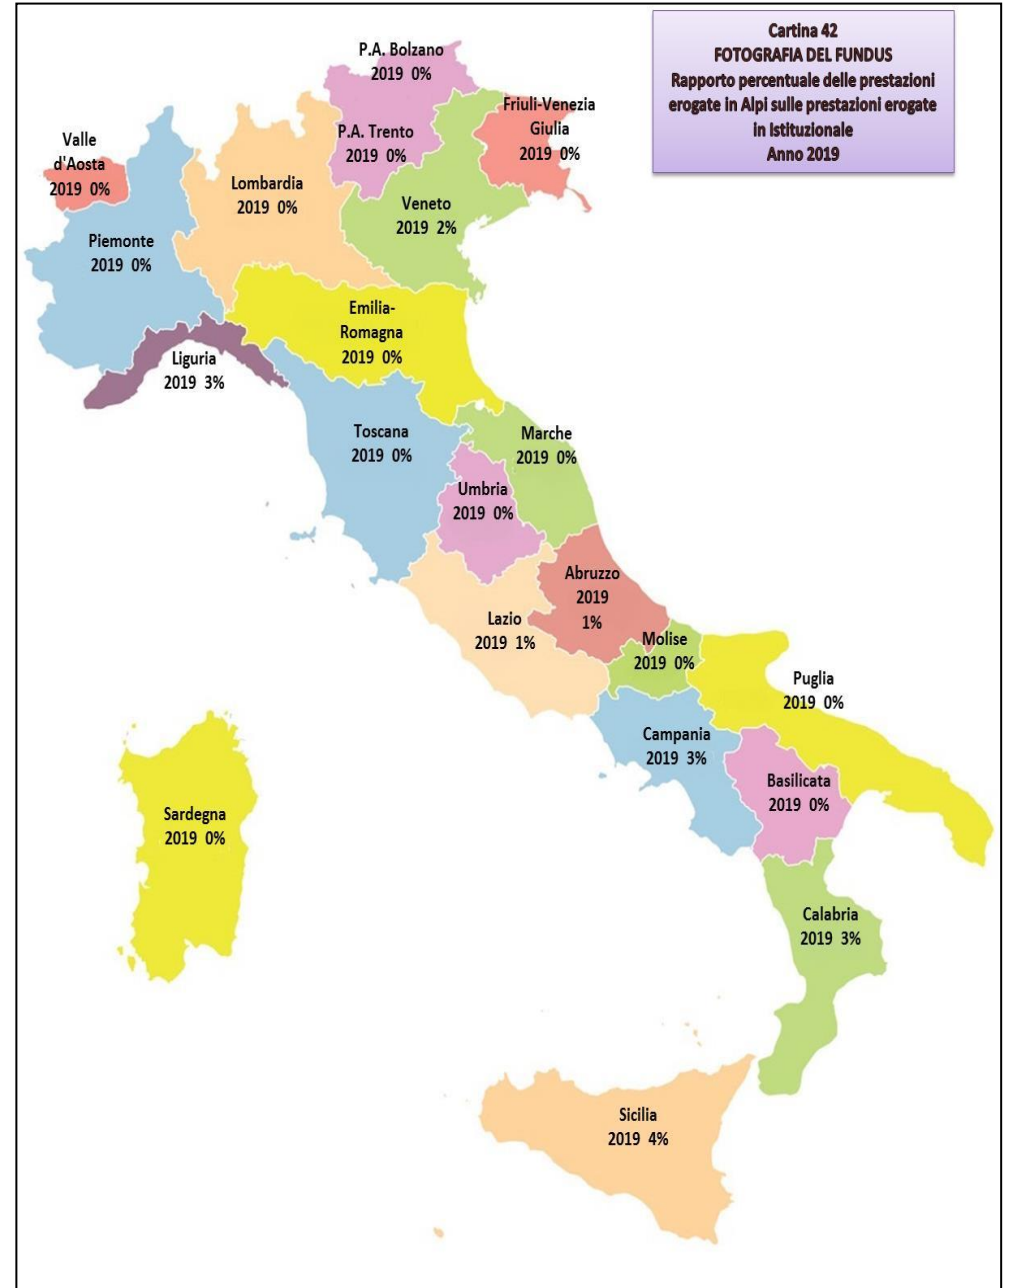 Cartina 42
FOTOGRAFIA DEL FUNDUS
Rapporto percentuale delle prestazioni
erogate in Alpi sulle prestazioni erogate
in Istituzionale
Anno 2019
P.A. Bolzano
2019 0%
Friuli-Venezia
Giulia
2019 0%
P.A. Trento
2019 0%
Valle
d'Aosta
2019 0%
Lombardia
2019 0%
Veneto
2019 2%
Piemonte
2019 0%
Emilia-
Romagna
2019 0%
Liguria
2019 3%
Toscana
2019 0%
Marche
2019 0%
Umbria
2019 0%
Abruzzo
2019
1%
Lazio
2019 1%
Molise
2019 0%
Puglia
2019 0%
Campania
2019 3%
Basilicata
2019 0%
Sardegna
2019 0%
Calabria
2019 3%
Sicilia
2019 4%